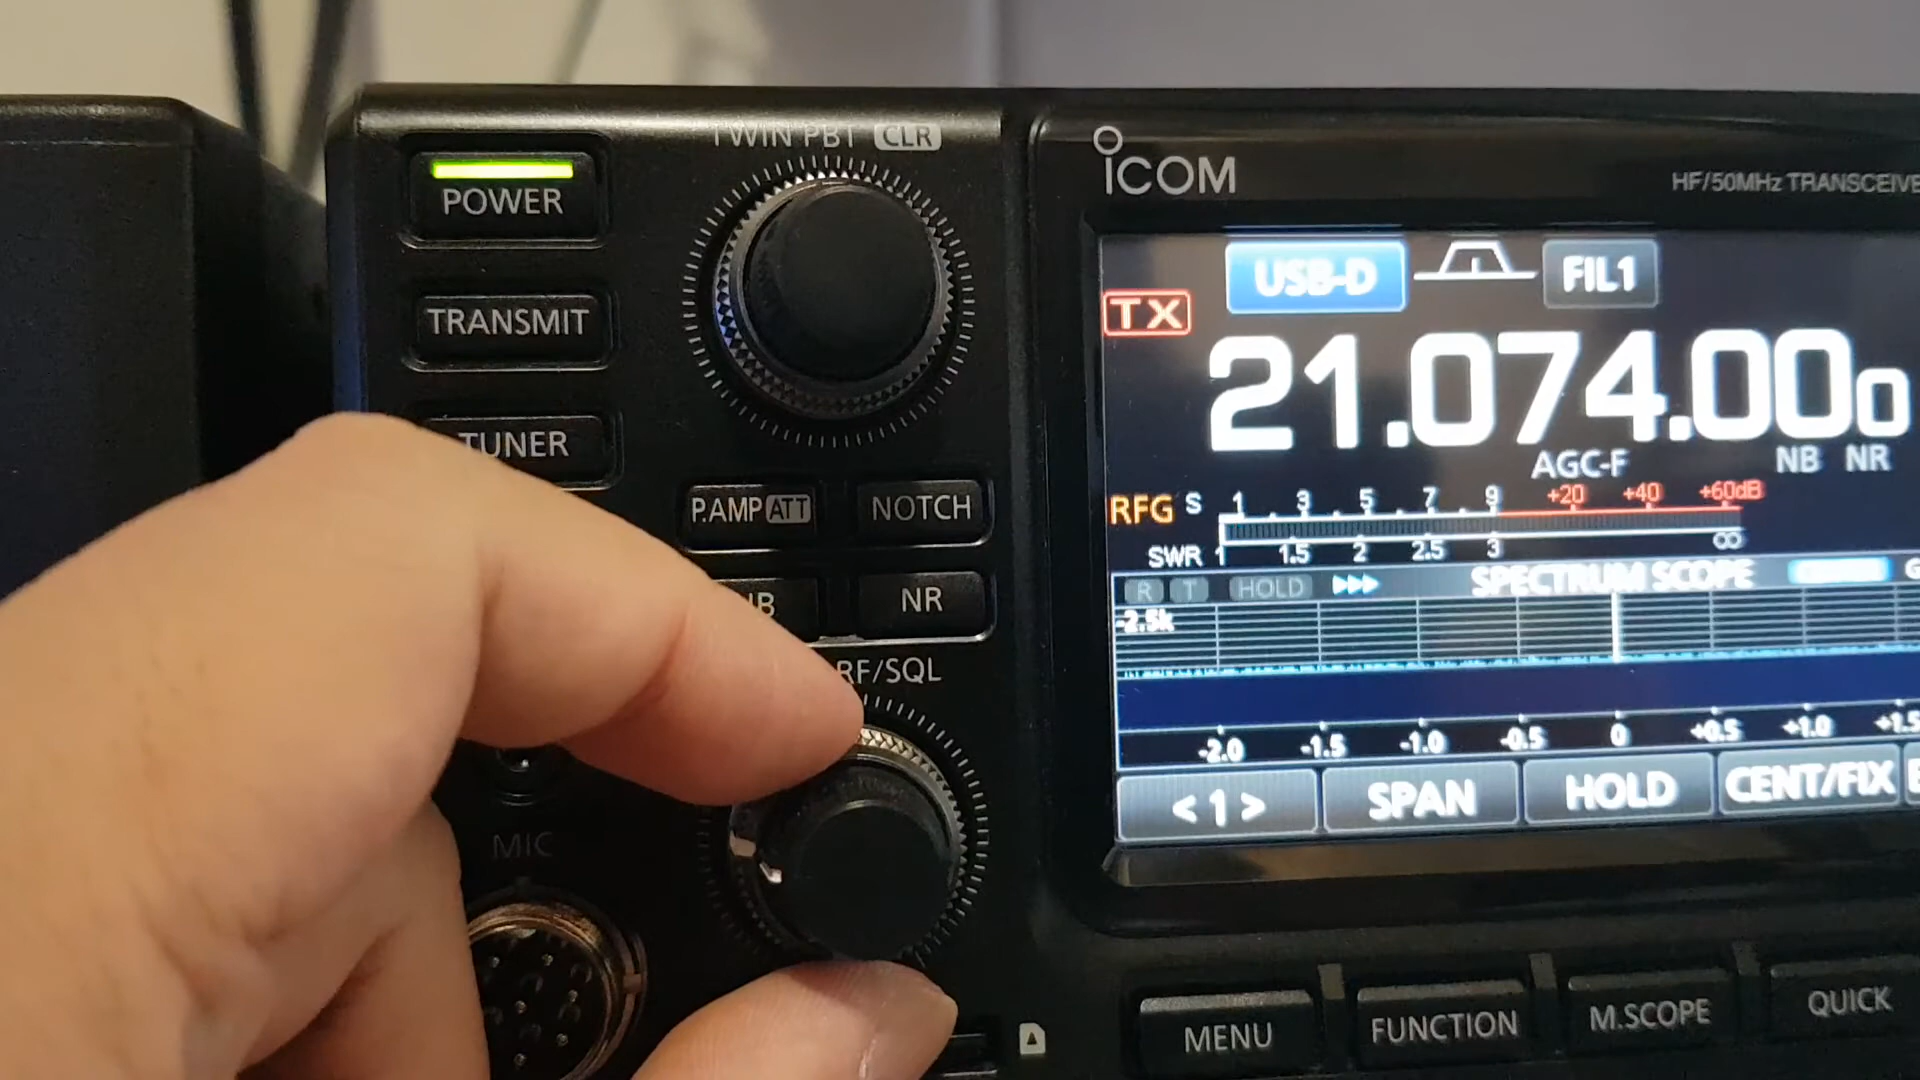 TWIN PBT CLR
POWER
TRANSMIT
TUNER
P.AMP ATT
NOTCH
NR
RF/SQL
MIC
ICOM
HF/50MHz
USB-D
FIL1
TX
21.074.000
AGC-F NB NR
RFG S 1 3 5 7 9 +20 +40 +60dB
SWR 1 1.5 2 2.5 3 ∞
R T HOLD SPECTRUM SCOPE
-2.5k
-2.0 -1.5 -1.0 -0.5 0 +0.5 +1.0 +1.5
<1> SPAN HOLD CENT/FIX
MENU FUNCTION M.SCOPE QUICK